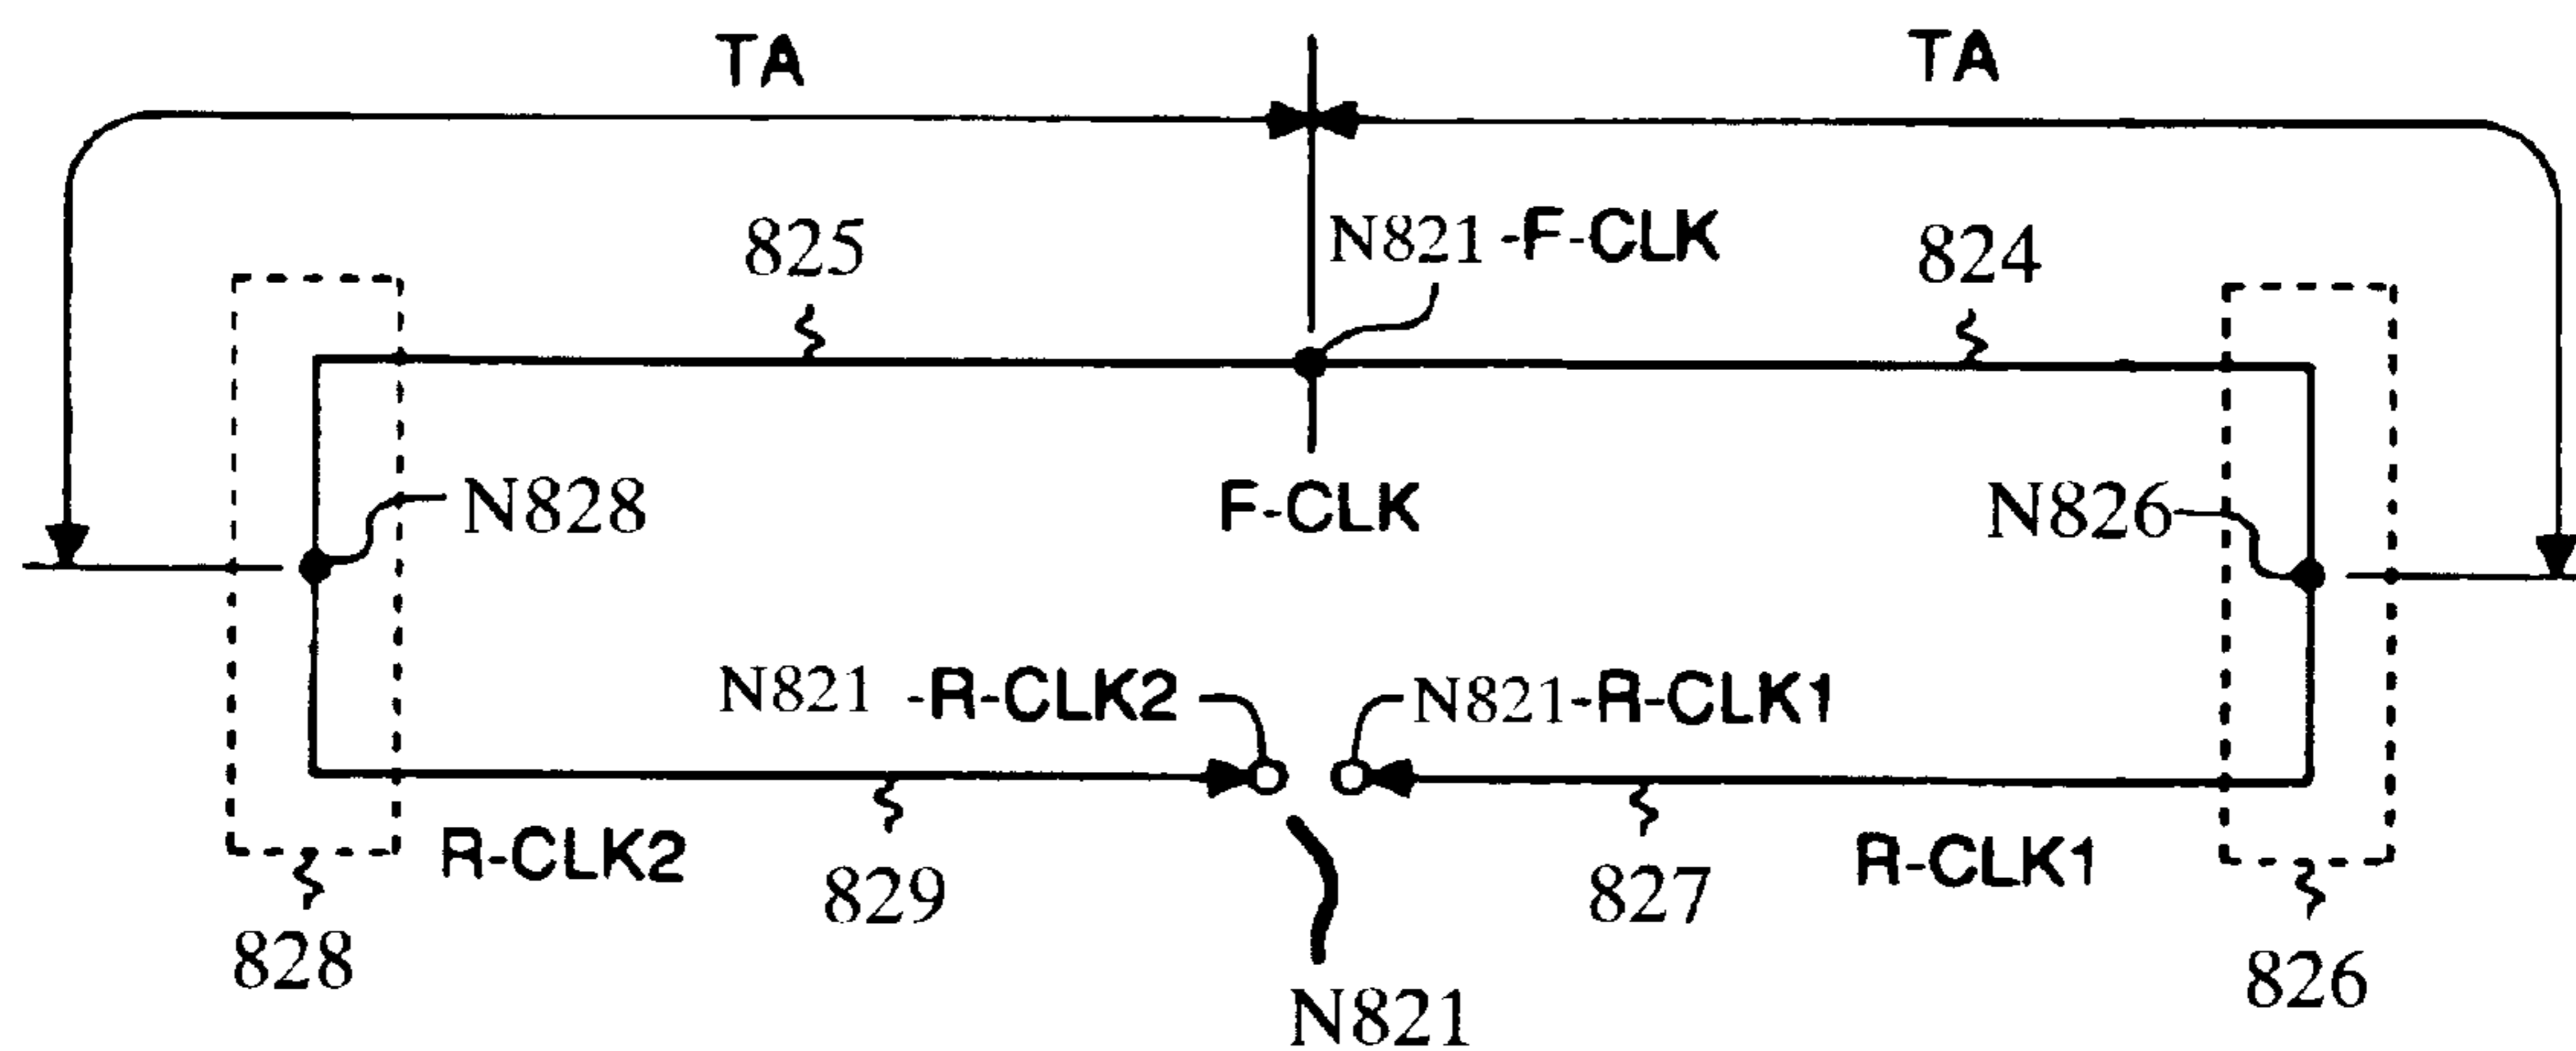 TA
TA
825
N821 -F-CLK
824
N828
F-CLK
N826
N821 -R-CLK2
N821-R-CLK1
R-CLK2
829
827
R-CLK1
828
N821
826